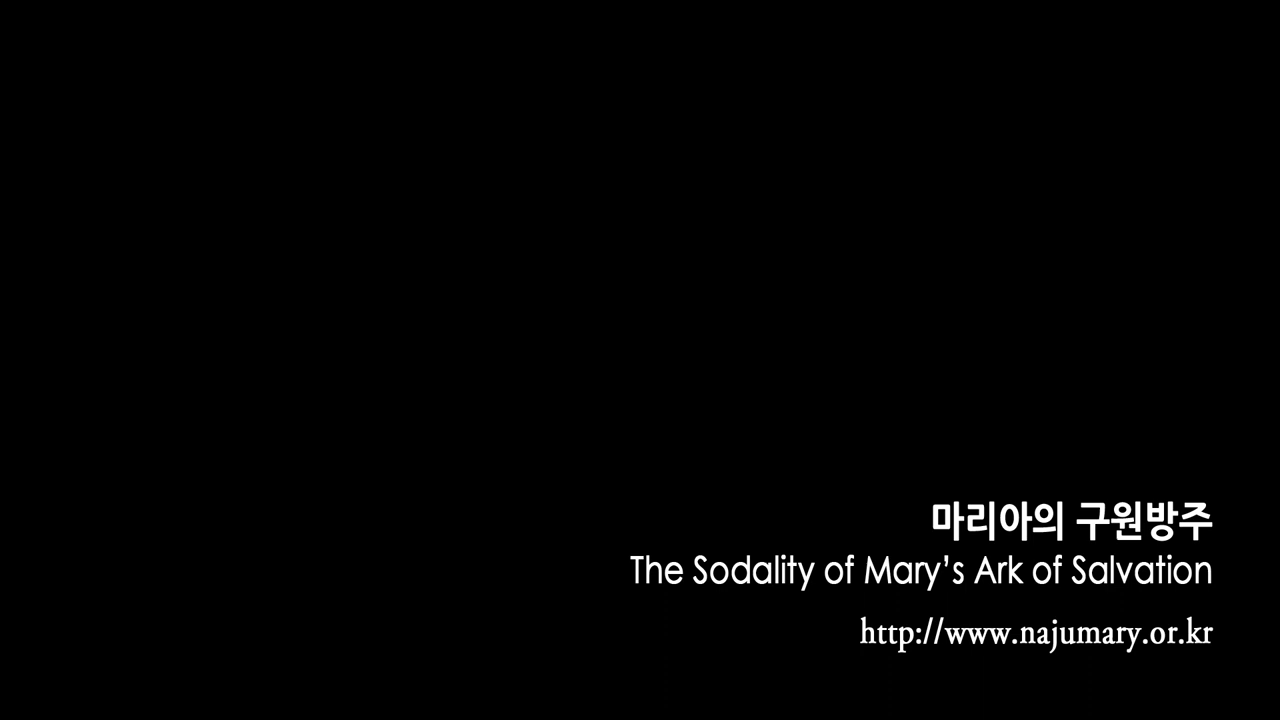 마리아의 구원방주
The Sodality of Mary’s Ark of Salvation
http://www.najumary.or.kr